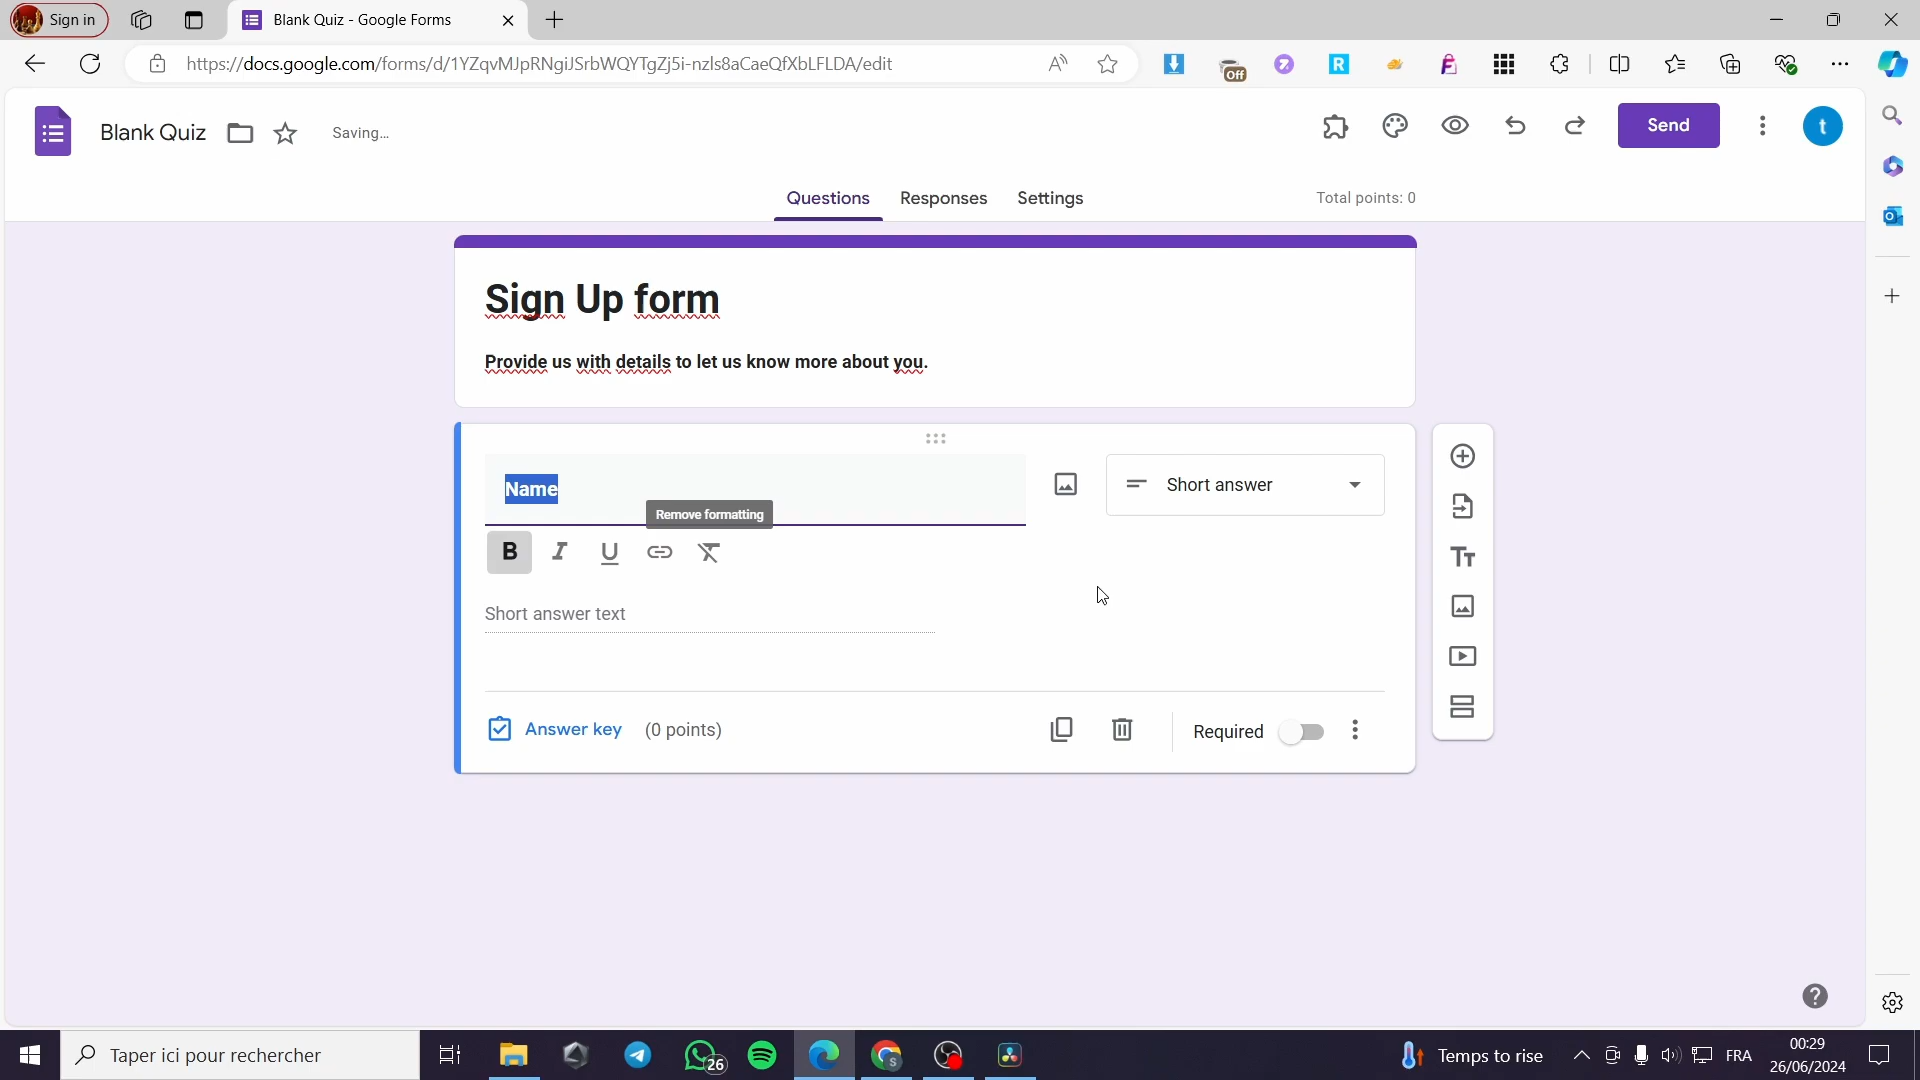 Sign in
Blank Quiz - Google Forms
https://docs.google.com/forms/d/1YZqvMJpRNgiJSrbWQYTgZj5i-nzls8aCaeQfXbLFLDA/edit
Off
Blank Quiz
Saving...
Send
t
Questions
Responses
Settings
Total points: 0
Sign Up form
Provide us with details to let us know more about you.
Name
Short answer
Remove formatting
B
Short answer text
Answer key
(0 points)
Required
Taper ici pour rechercher
26
Temps to rise
FRA
00:29
26/06/2024